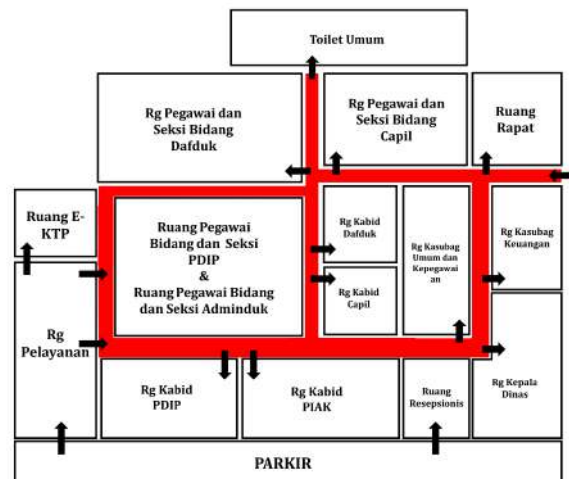 Toilet Umum
Rg Pegawai dan
Seksi Bidang
Dafduk
Rg Pegawai dan
Seksi Bidang
Capil
Ruang
Rapat
Ruang E-
KTP
Ruang Pegawai
Bidang dan Seksi
PDIP
&
Ruang Pegawai Bidang
dan Seksi Adminduk
Rg Kabid
Dafduk
Rg Kabid
Capil
Rg Kasubag
Umum dan
Kepegawai
an
Rg Kasubag
Keuangan
Rg
Pelayanan
Rg Kabid
PDIP
Rg Kabid
PIAK
Ruang
Resepsionis
Rg Kepala
Dinas
PARKIR